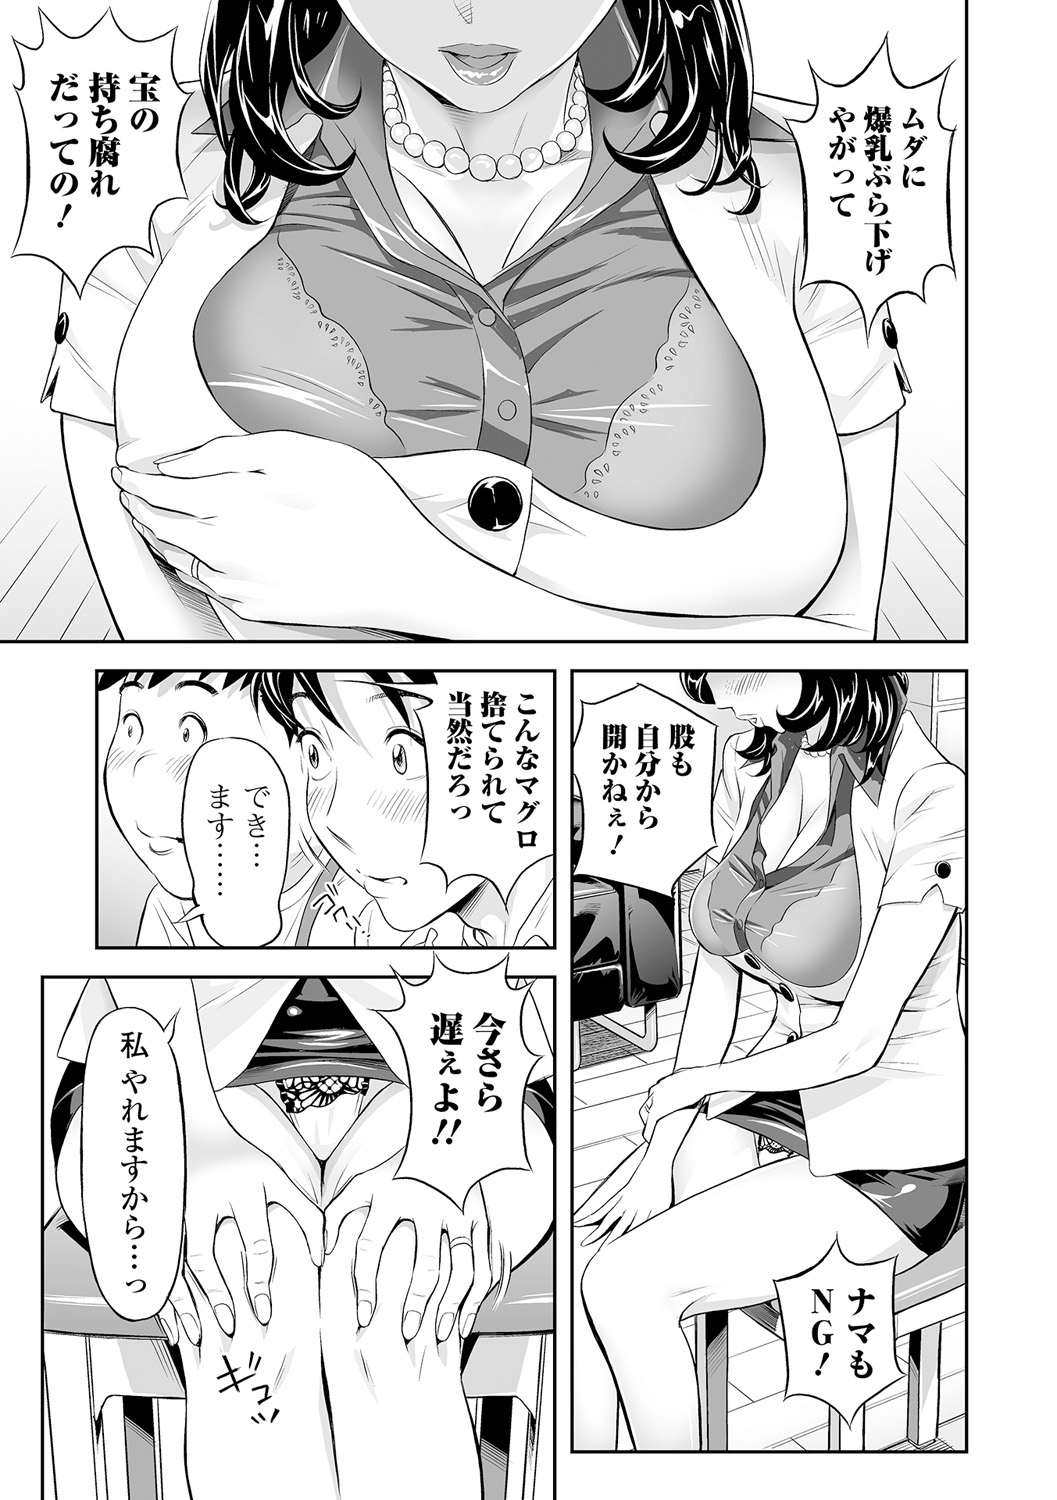 ムダに
爆乳ぶら下げ
やがって
宝の
持ち腐れ
だっての！
股も
自分から
開かねぇ！
ナマも
NG！
こんなマグロ
捨てられて
当然だろっ
でき…
ます……
今さら
遅ぇよ!!
私やれますから…っ
ギュッ